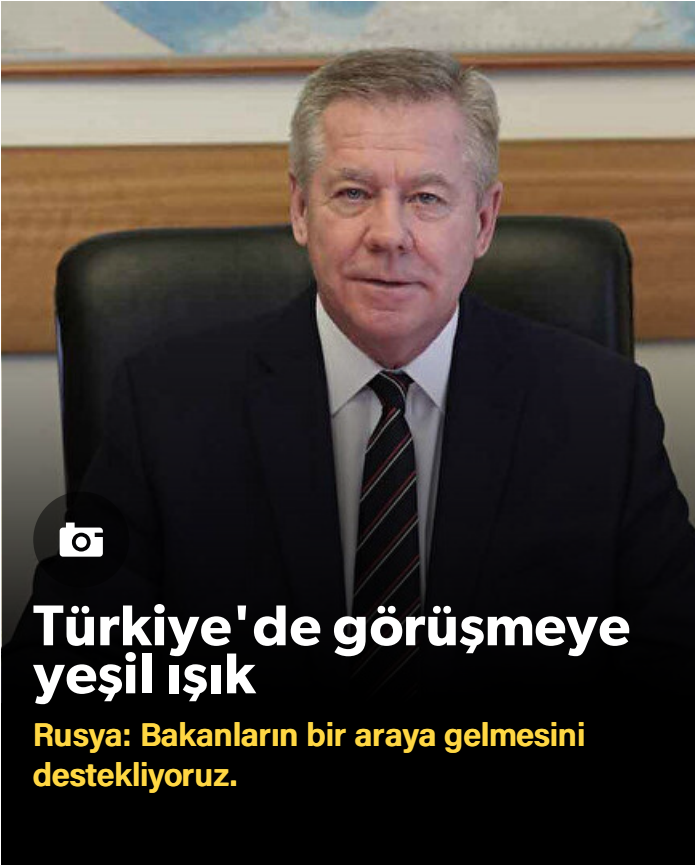 Türkiye'de görüşmeye
yeşil ışık
Rusya: Bakanların bir araya gelmesini
destekliyoruz.